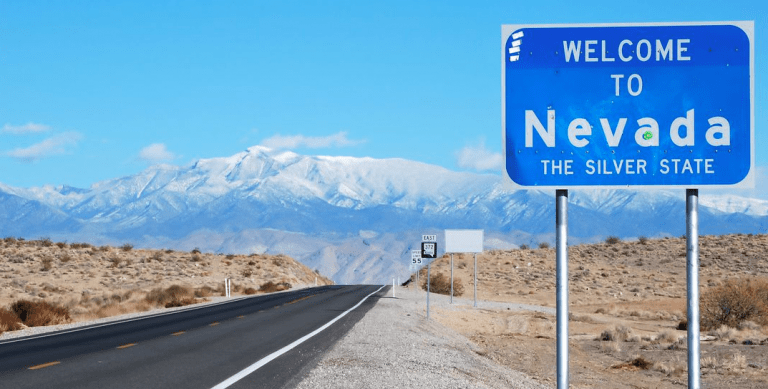 WELCOME
TO
Nevada
THE SILVER STATE
EAST
55